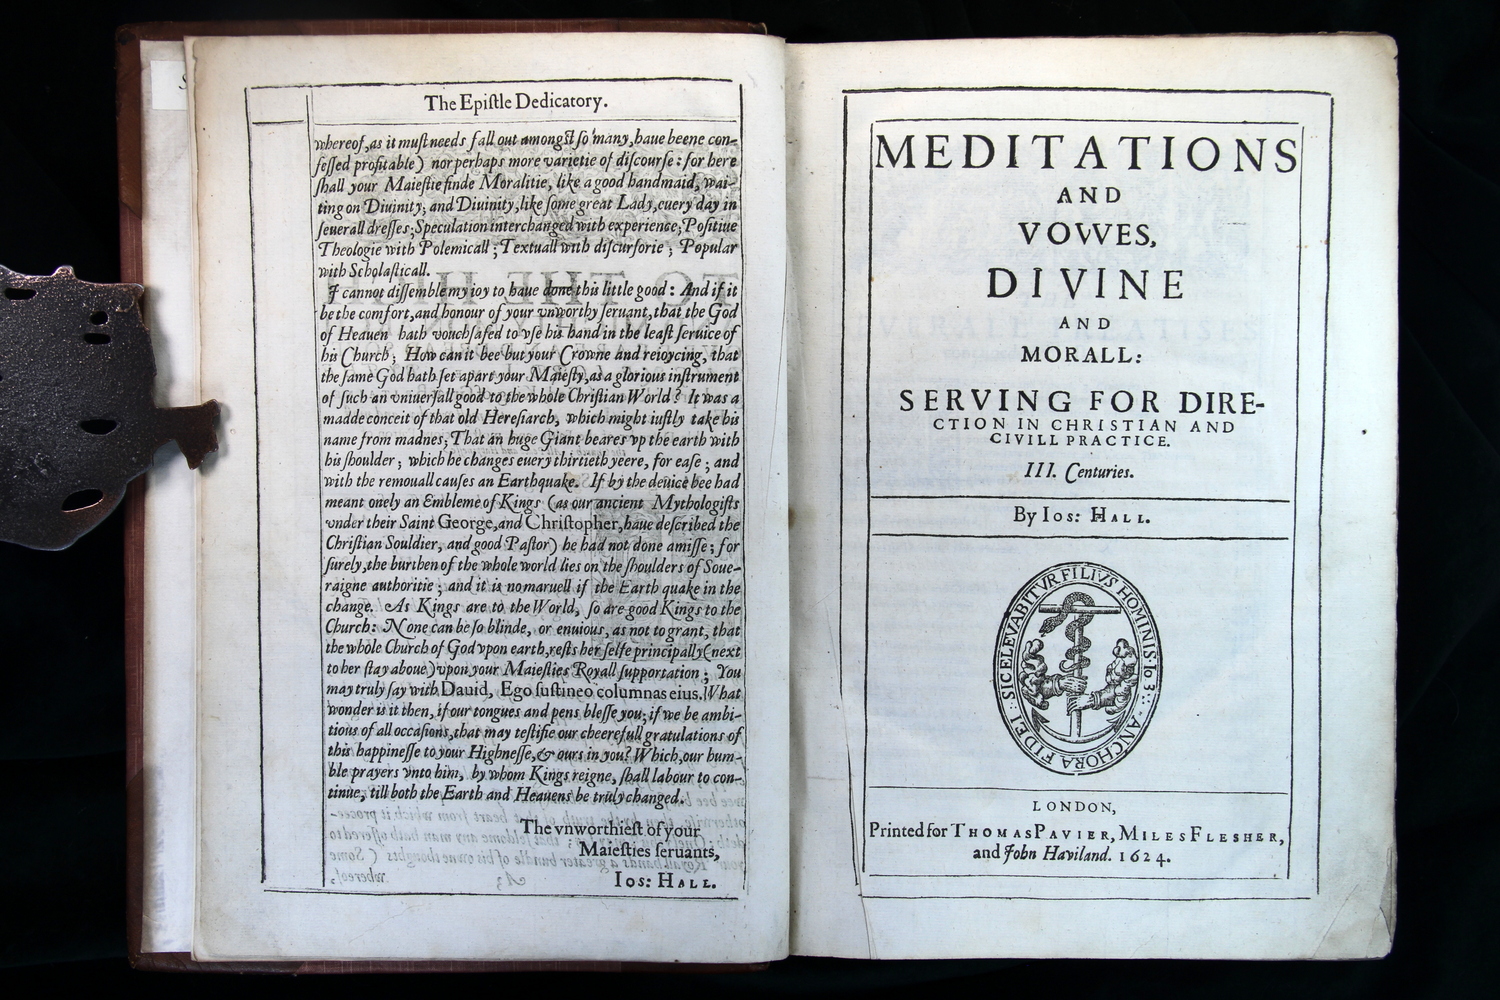 The Epiſtle Dedicatory.
whereof, as it muſt needs fall out amongſt ſo many, haue beene con-
feſſed profitable) nor perhaps more varietie of diſcourſe: for here
ſhall your Maieſtie finde Moralitie, like a good handmaid, wai-
ting on Diuinity; and Diuinity, like ſome great Lady, euery day in
ſeuerall dreſſes; Speculation interchanged with experience; Poſitiue
Theologie with Polemicall; Textuall with diſcurſorie; Popular
with Scholaſticall.
I cannot diſſemble my ioy to haue done this little good: And if it
be the comfort, and honour of your vnworthy ſeruant, that the God
of Heauen hath vouchſafed to vſe his hand in the leaſt ſeruice of
his Church; How can it bee but your Crowne and reioycing, that
the ſame God hath ſet apart your Maieſty, as a glorious inſtrument
of ſuch an vniuerſall good to the whole Chriſtian World? It was a
madde conceit of that old Hereſiarch, which might iuſtly take his
name from madnes; That an huge Giant beares vp the earth with
his ſhoulder; which he changes euery thirtieth yeere, for eaſe; and
with the remouall cauſes an Earthquake. If by the deuice bee had
meant onely an Embleme of Kings (as our ancient Mythologiſts
vnder their Saint George, and Chriſtopher, haue deſcribed the
Chriſtian Souldier, and good Paſtor) he had not done amiſſe; for
ſurely, the burthen of the whole world lies on the ſhoulders of Soue-
raigne authoritie; and it is no maruell if the Earth quake in the
change. As Kings are to the World, ſo are good Kings to the
Church: None can be ſo blinde, or enuious, as not to grant, that
the whole Church of God vpon earth, reſts her ſelfe principally (next
to her ſtay aboue) vpon your Maieſties Royall ſupportation; You
may truly ſay with Dauid, Ego ſuſtineo columnas eius. What
wonder is it then, if our tongues and pens bleſſe you; if we be ambi-
tious of all occaſions, that may teſtifie our cheerefull gratulations of
this happineſſe to your Highneſſe, & ours in you? Which, our hum-
ble prayers vnto him, by whom Kings reigne, ſhall labour to con-
tinue, till both the Earth and Heauens be truly changed.
The vnworthieſt of your
Maieſties ſeruants,
Ios: HALL.
MEDITATIONS
AND
VOWES,
DIVINE
AND
MORALL:
SERVING FOR DIRE-
CTION IN CHRISTIAN AND
CIVILL PRACTICE.
III. Centuries.
By Ios: HALL.
SIC ELEVABITVR FILIVS HOMINIS · Io 3 : · ANCHORA FIDEI ·
LONDON,
Printed for THOMAS PAVIER, MILES FLESHER,
and John Haviland. 1624.